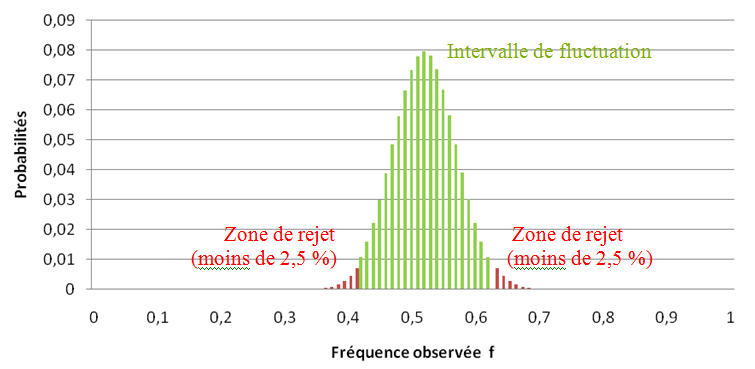 0,09
0,08
Intervalle de fluctuation
0,07
0,06
0,05
0,04
0,03
0,02
Zone de rejet
(moins de 2,5 %)
Zone de rejet
(moins de 2,5 %)
0,01
0
Probabilités
0 0,1 0,2 0,3 0,4 0,5 0,6 0,7 0,8 0,9 1
Fréquence observée f